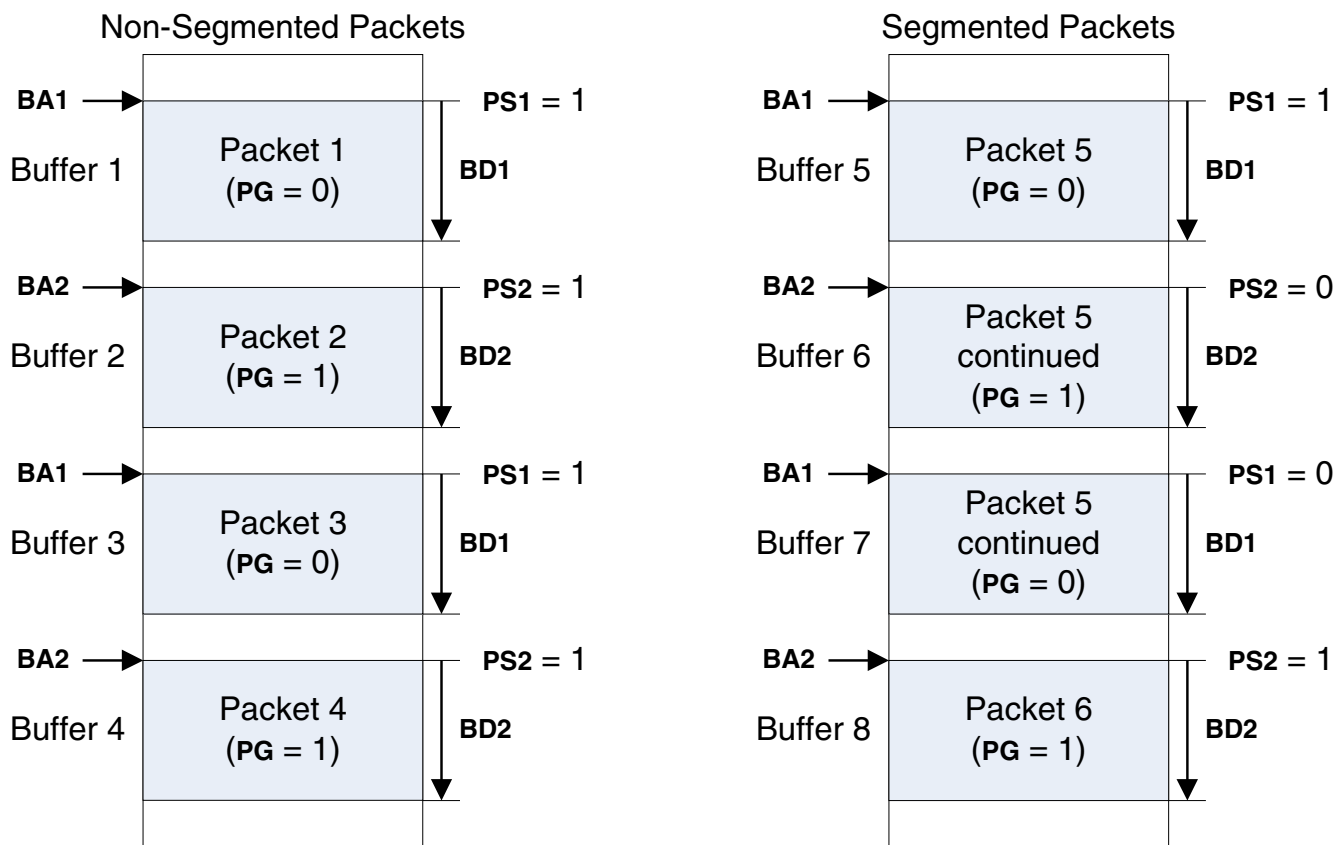 Non-Segmented Packets
BA1
PS1 = 1
Buffer 1
Packet 1
(PG = 0)
BD1
BA2
PS2 = 1
Buffer 2
Packet 2
(PG = 1)
BD2
BA1
PS1 = 1
Buffer 3
Packet 3
(PG = 0)
BD1
BA2
PS2 = 1
Buffer 4
Packet 4
(PG = 1)
BD2
Segmented Packets
BA1
PS1 = 1
Buffer 5
Packet 5
(PG = 0)
BD1
BA2
PS2 = 0
Buffer 6
Packet 5
continued
(PG = 1)
BD2
BA1
PS1 = 0
Buffer 7
Packet 5
continued
(PG = 0)
BD1
BA2
PS2 = 1
Buffer 8
Packet 6
(PG = 1)
BD2